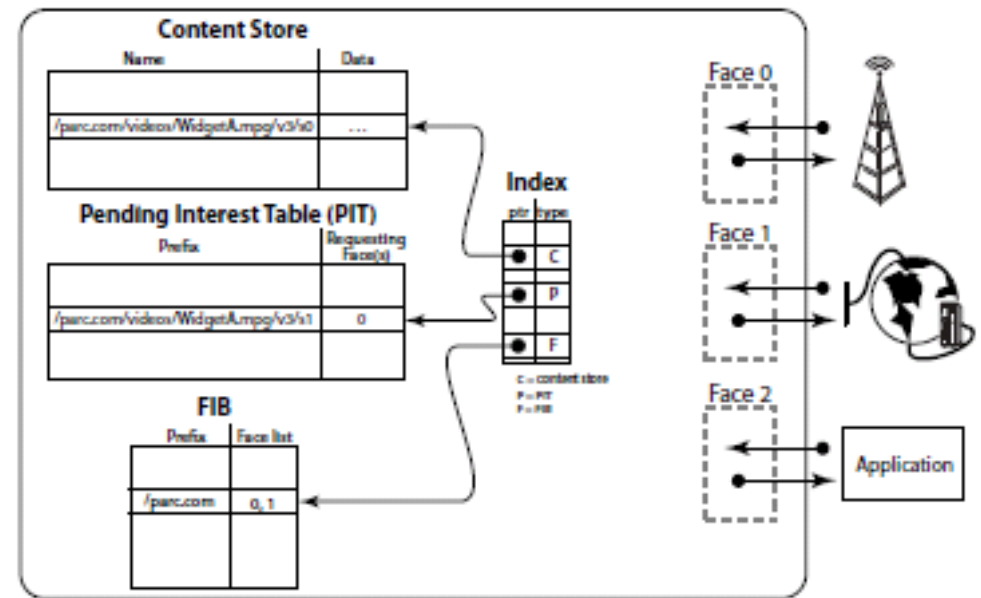 Content Store
Name Data
/parc.com/videos/WidgetA.mpg/v3/s0 ...
Pending Interest Table (PIT)
Prefix Requesting Face(s)
/parc.com/videos/WidgetA.mpg/v3/s1 0
FIB
Prefix Face list
/parc.com 0, 1
Index
ptr type
C
P
F
C = content store
P = PIT
F = FIB
Face 0
Face 1
Face 2
Application